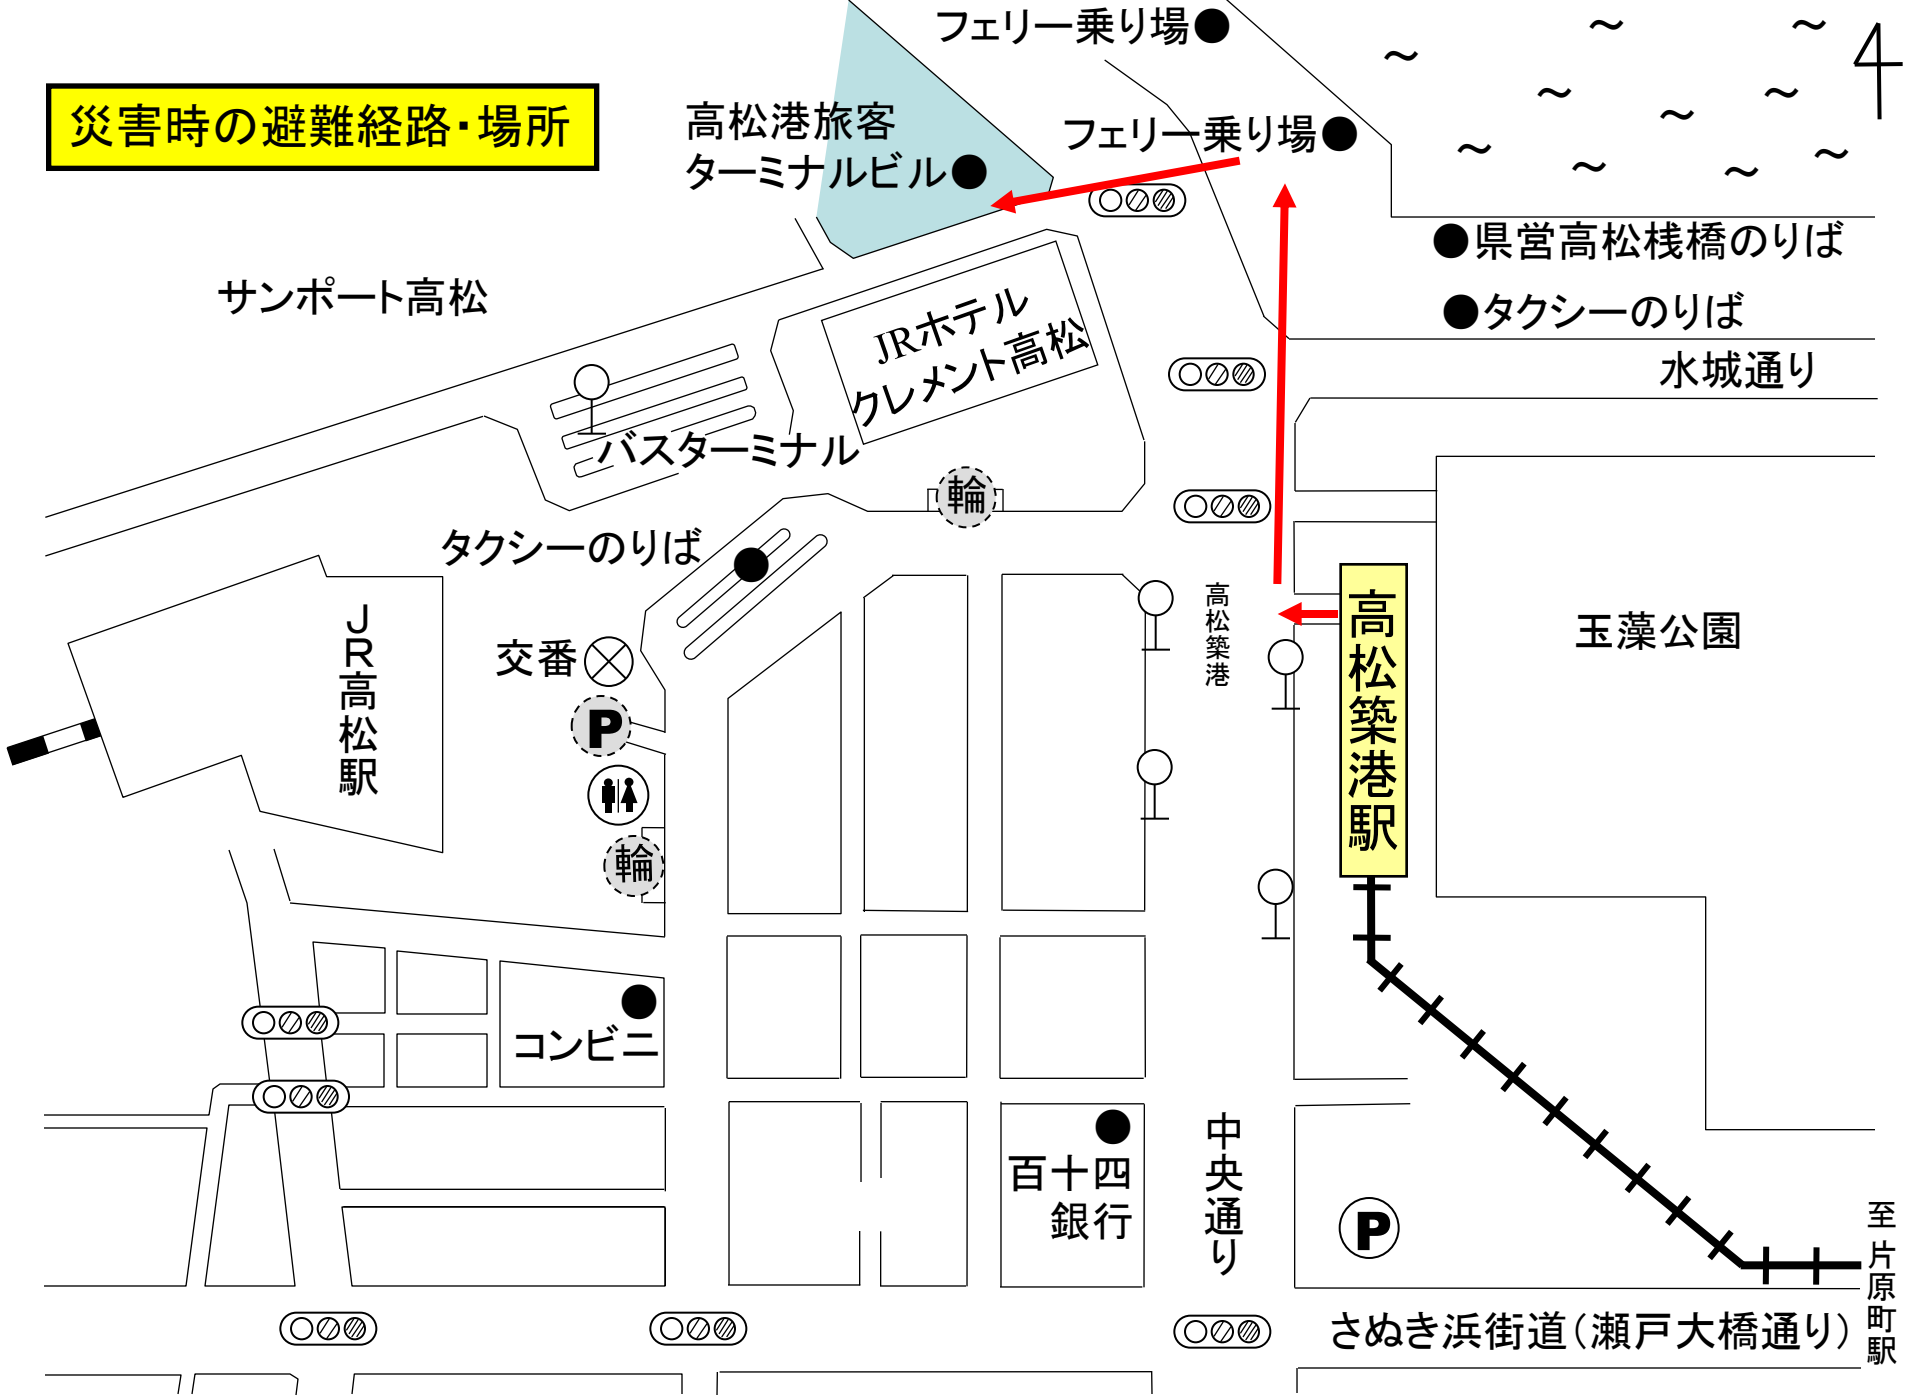 フェリー乗り場●
災害時の避難経路・場所
高松港旅客
ターミナルビル●
フェリー乗り場●
●県営高松桟橋のりば
●タクシーのりば
サンポート高松
JRホテル
クレメント高松
水城通り
バスターミナル
輪
タクシーのりば
高松築港
高松築港駅
玉藻公園
JR高松駅
交番
P
輪
コンビニ
百十四
銀行
中央通り
P
至片原町駅
さぬき浜街道(瀬戸大橋通り)